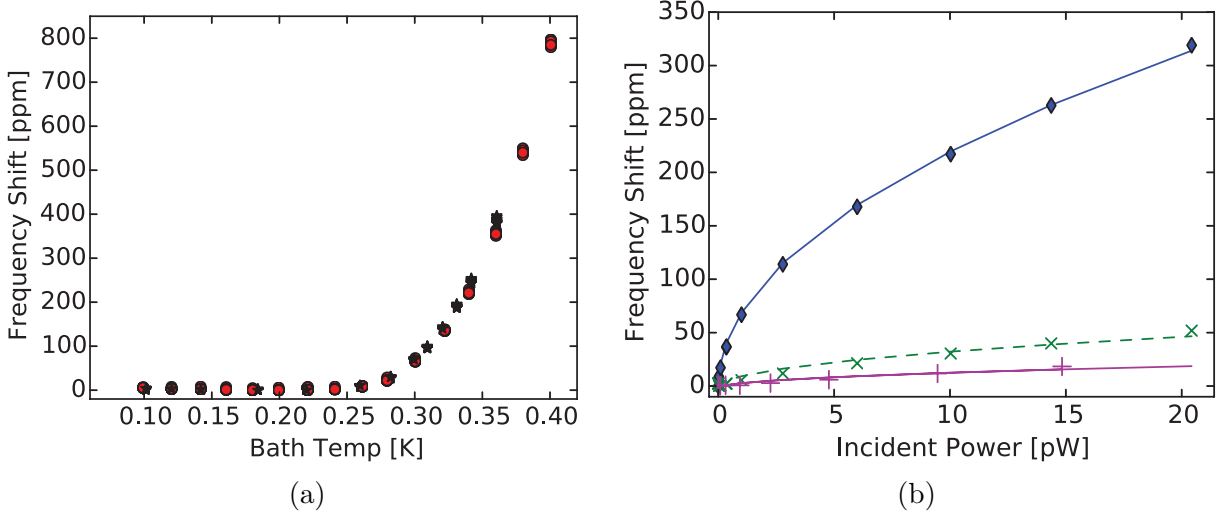 800
700
600
500
400
300
200
100
0
Frequency Shift [ppm]
0.10 0.15 0.20 0.25 0.30 0.35 0.40
Bath Temp [K]
(a)
350
300
250
200
150
100
50
0
Frequency Shift [ppm]
0 5 10 15 20
Incident Power [pW]
(b)